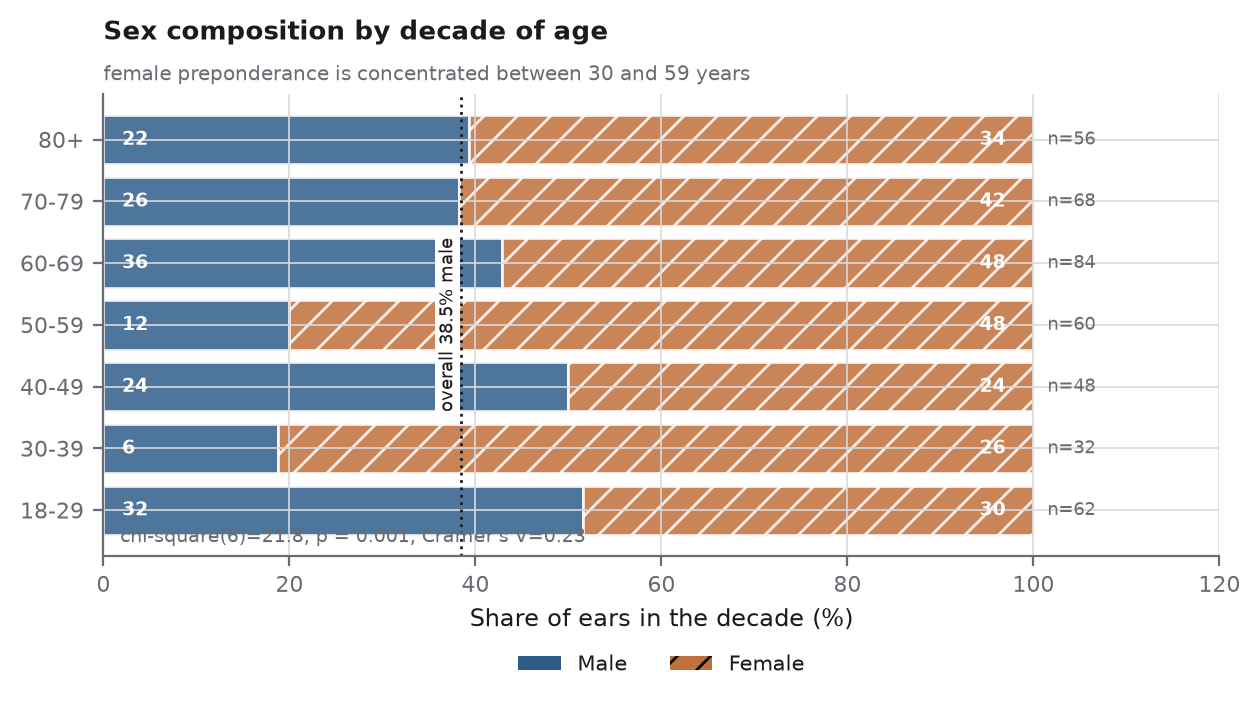 Sex composition by decade of age
female preponderance is concentrated between 30 and 59 years
80+ 22 34 n=56
70-79 26 42 n=68
60-69 36 48 n=84
50-59 12 48 n=60
40-49 24 24 n=48
30-39 6 26 n=32
18-29 32 30 n=62
overall 38.5% male
chi-square(6)=21.8, p = 0.001, Cramer's V=0.23
0 20 40 60 80 100 120
Share of ears in the decade (%)
Male Female